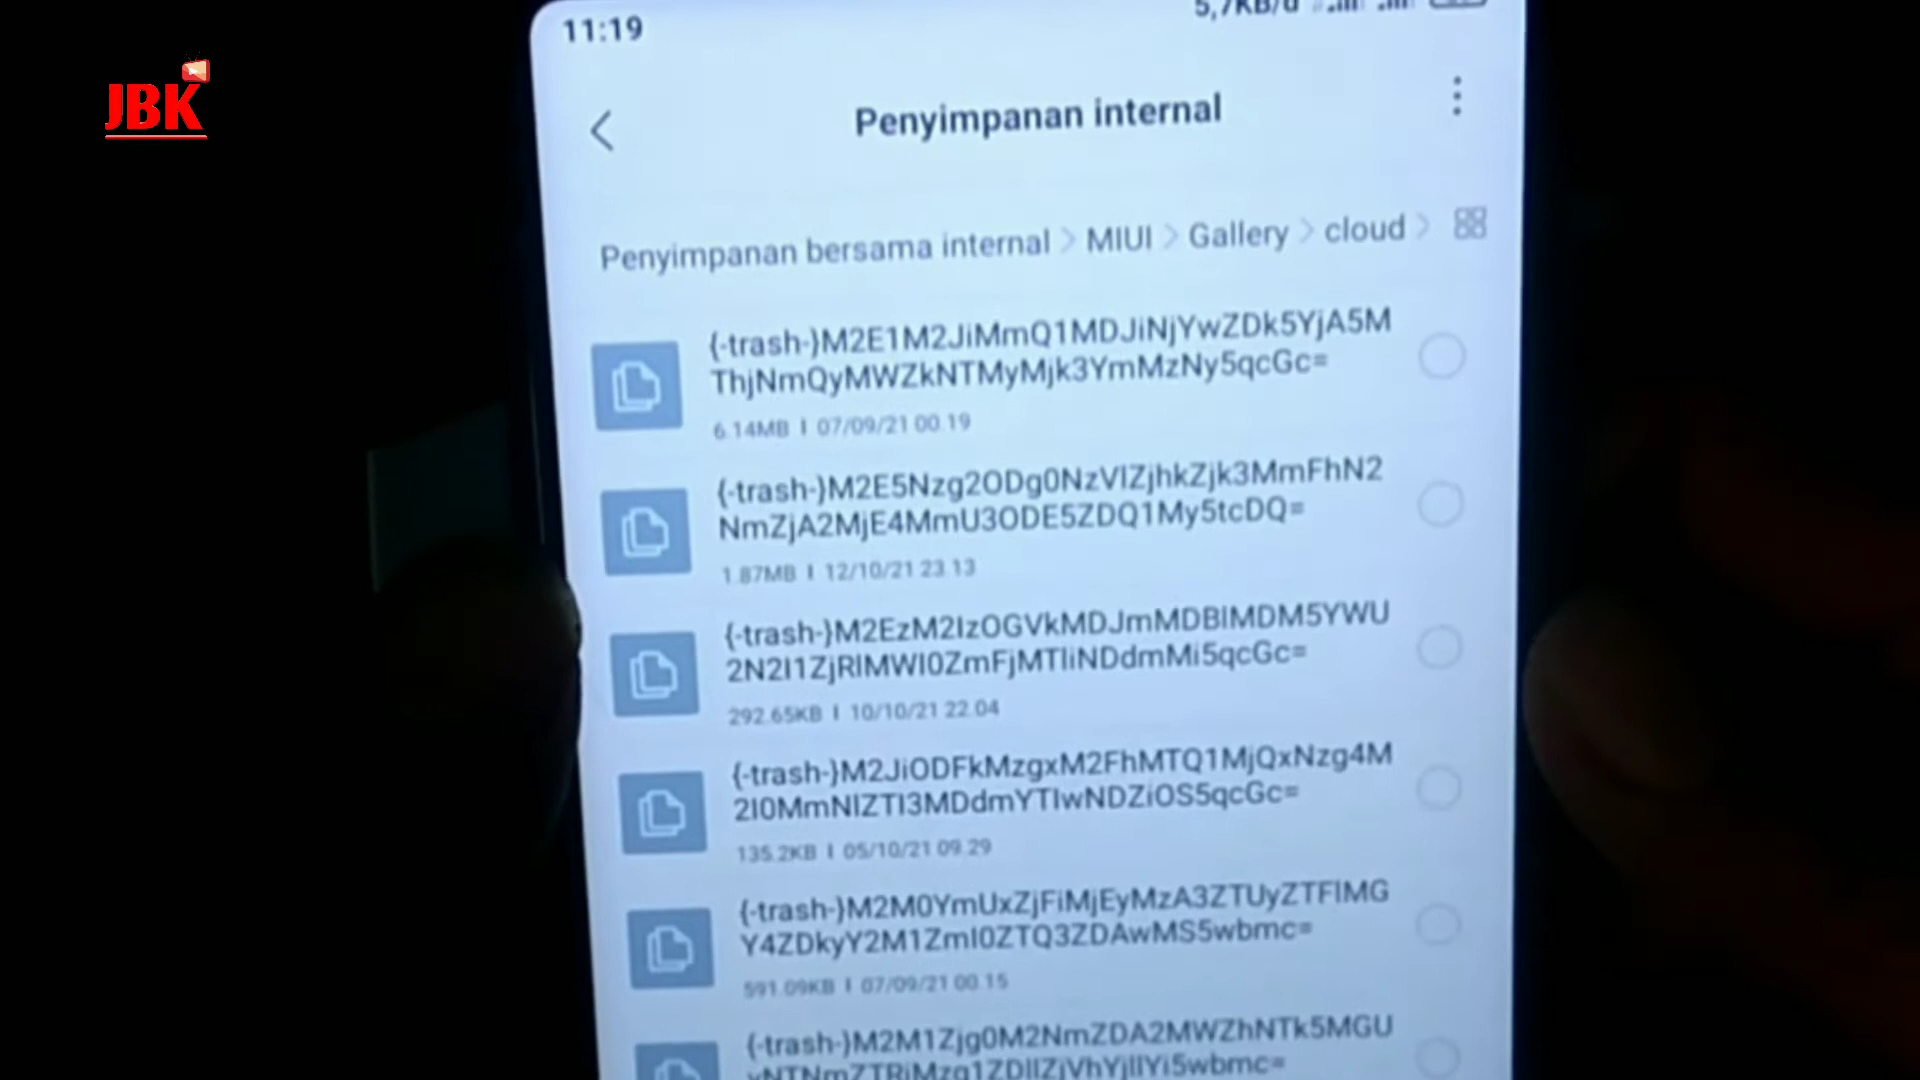 11:19
JBK
Penyimpanan internal
Penyimpanan bersama internal > MIUI > Gallery > cloud >
{-trash-}M2E1M2JiMmQ1MDJiNjYwZDk5YjA5M
ThjNmQyMWZkNTMyMjk3YmMzNy5qcGc=
6.14MB | 07/09/21 00.19
{-trash-}M2E5Nzg2ODg0NzVlZjhkZjk3MmFhN2
NmZjA2MjE4MmU3ODE5ZDQ1My5tcDQ=
1.87MB | 12/10/21 23.13
{-trash-}M2EzM2IzOGVkMDJmMDBlMDM5YWU
2N2I1ZjRlMWI0ZmFjMTliNDdmMi5qcGc=
292.65KB | 10/10/21 22.04
{-trash-}M2JiODFkMzgxM2FhMTQ1MjQxNzg4M
2I0MmNlZTI3MDdmYTIwNDZiOS5qcGc=
135.2KB | 05/10/21 09.29
{-trash-}M2M0YmUxZjFiMjEyMzA3ZTUyZTFlMG
Y4ZDkyY2M1ZmI0ZTQ3ZDAwMS5wbmc=
591.09KB | 07/09/21 00.15
{-trash-}M2M1Zjg0M2NmZDA2MWZhNTk5MGU